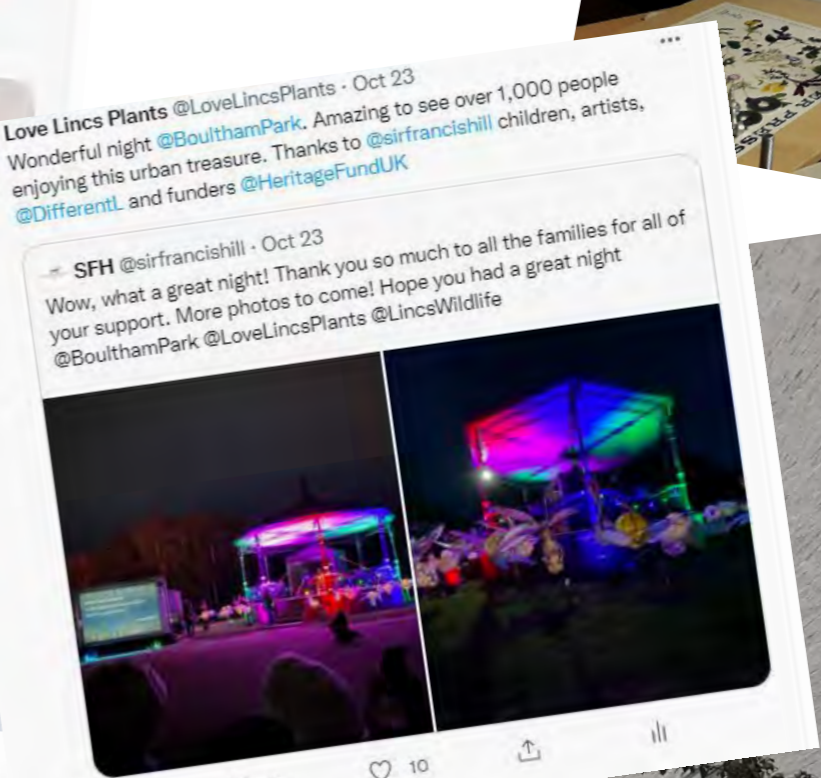 Love Lincs Plants @LoveLincsPlants · Oct 23
Wonderful night @BoulthamPark. Amazing to see over 1,000 people
enjoying this urban treasure. Thanks to @sirfrancishill children, artists,
@DifferentL and funders @HeritageFundUK
SFH @sirfrancishill · Oct 23
Wow, what a great night! Thank you so much to all the families for all of
your support. More photos to come! Hope you had a great night
@BoulthamPark @LoveLincsPlants @LincsWildlife
10